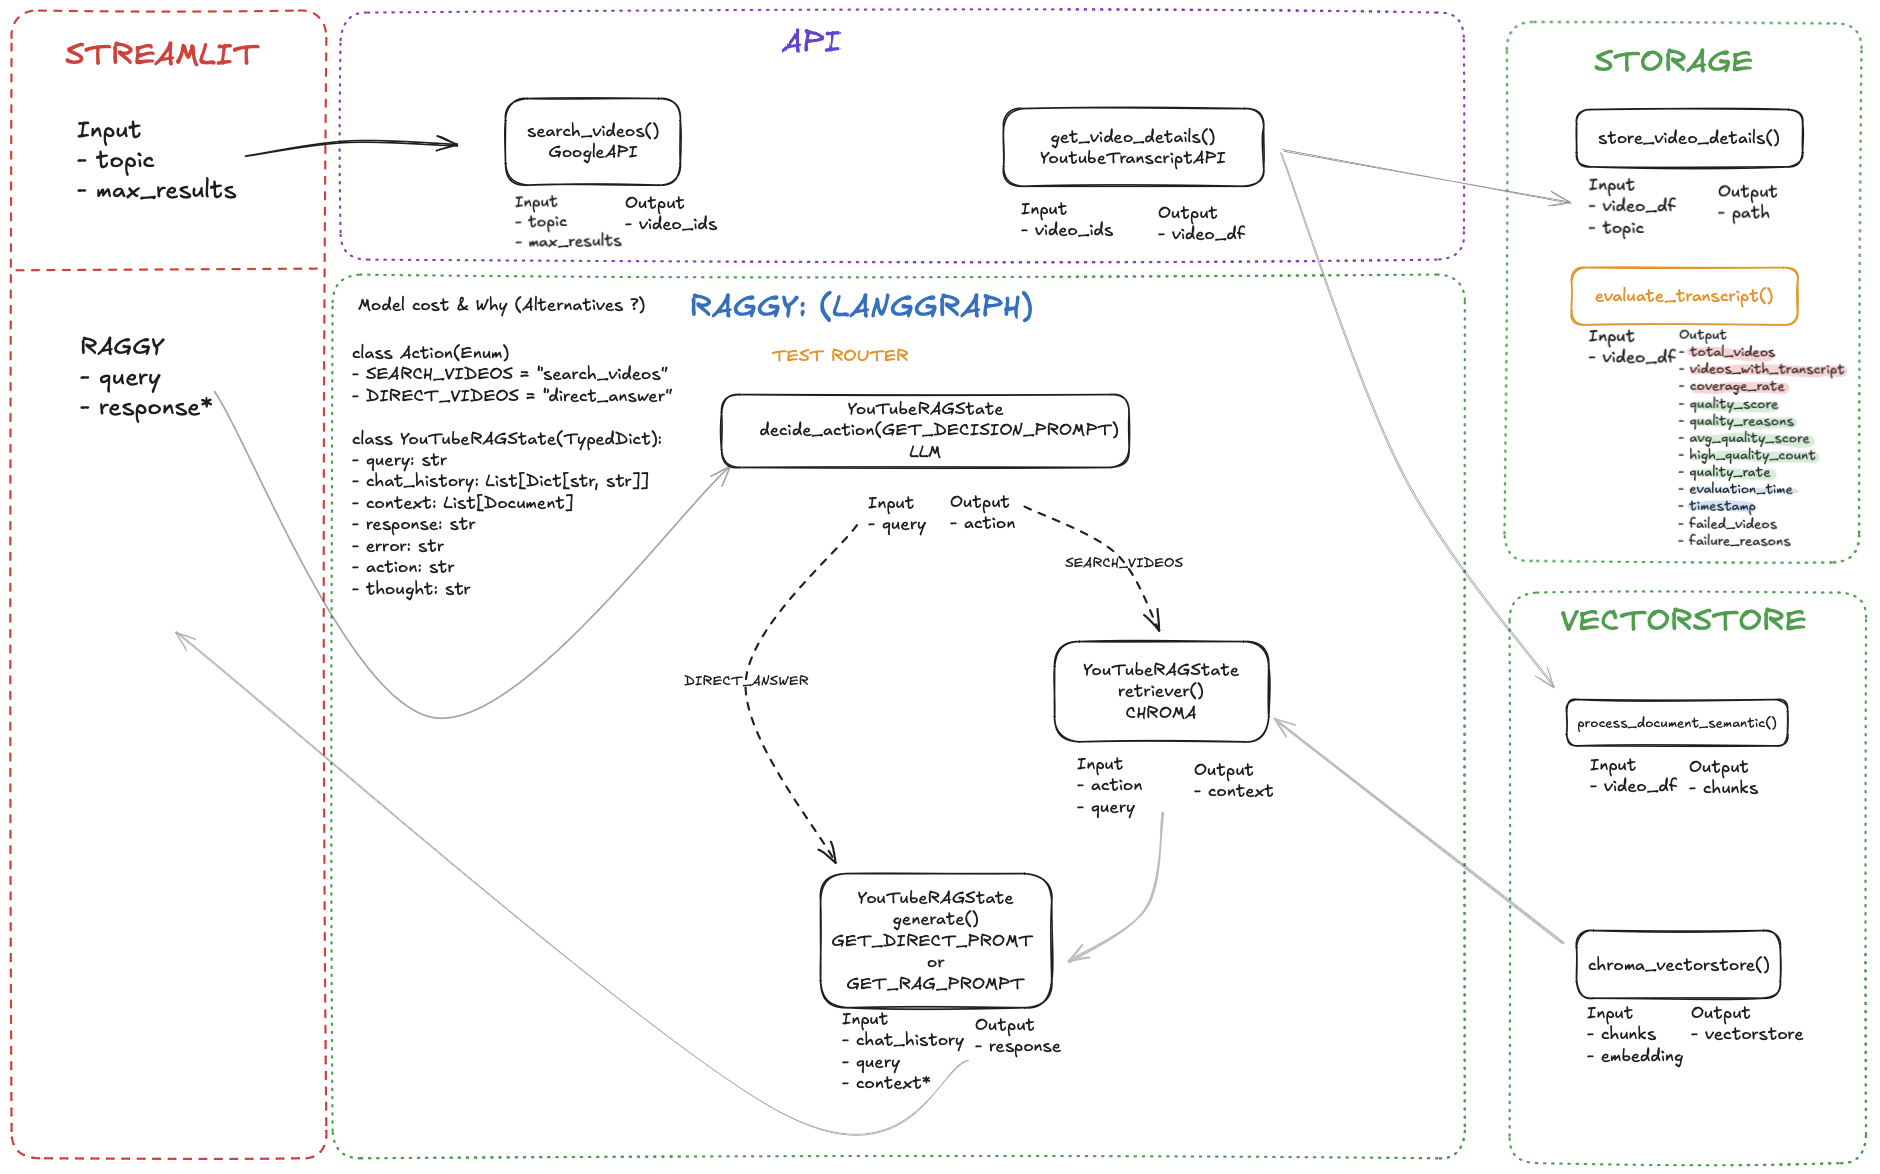 STREAMLIT
Input
- topic
- max_results
RAGGY
- query
- response*
API
search_videos()
GoogleAPI
Input
- topic
- max_results
Output
- video_ids
get_video_details()
YoutubeTranscriptAPI
Input
- video_ids
Output
- video_df
STORAGE
store_video_details()
Input
- video_df
- topic
Output
- path
evaluate_transcript()
Input
- video_df
Output
- total_videos
- videos_with_transcript
- coverage_rate
- quality_score
- quality_reasons
- avg_quality_score
- high_quality_count
- quality_rate
- evaluation_time
- timestamp
- failed_videos
- failure_reasons
Model cost & Why (Alternatives ?)
RAGGY: (LANGGRAPH)
class Action(Enum)
- SEARCH_VIDEOS = "search_videos"
- DIRECT_VIDEOS = "direct_answer"
class YouTubeRAGState(TypedDict):
- query: str
- chat_history: List[Dict[str, str]]
- context: List[Document]
- response: str
- error: str
- action: str
- thought: str
TEST ROUTER
YouTubeRAGState
decide_action(GET_DECISION_PROMPT)
LLM
Input
- query
Output
- action
SEARCH_VIDEOS
DIRECT_ANSWER
YouTubeRAGState
retriever()
CHROMA
Input
- action
- query
Output
- context
YouTubeRAGState
generate()
GET_DIRECT_PROMT
or
GET_RAG_PROMPT
Input
- chat_history
- query
- context*
Output
- response
VECTORSTORE
process_document_semantic()
Input
- video_df
Output
- chunks
chroma_vectorstore()
Input
- chunks
- embedding
Output
- vectorstore